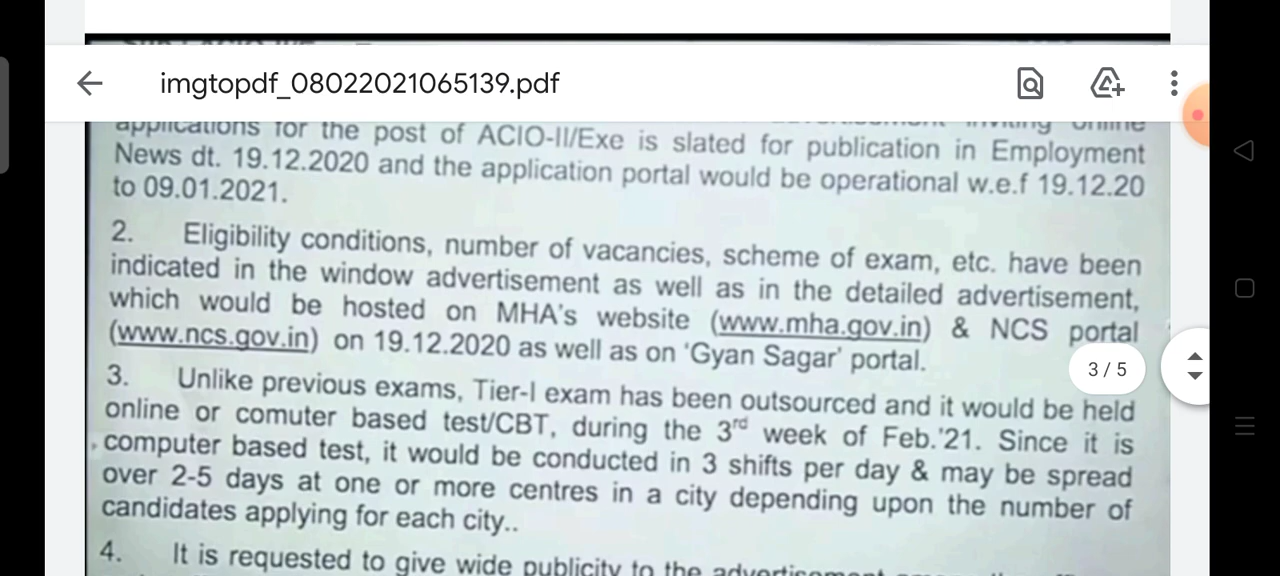 imgtopdf_08022021065139.pdf
applications for the post of ACIO-II/Exe is slated for publication in Employment
News dt. 19.12.2020 and the application portal would be operational w.e.f 19.12.20
to 09.01.2021.
2. Eligibility conditions, number of vacancies, scheme of exam, etc. have been
indicated in the window advertisement as well as in the detailed advertisement,
which would be hosted on MHA's website (www.mha.gov.in) & NCS portal
(www.ncs.gov.in) on 19.12.2020 as well as on 'Gyan Sagar' portal.
3 / 5
3. Unlike previous exams, Tier-I exam has been outsourced and it would be held
online or comuter based test/CBT, during the 3rd week of Feb.'21. Since it is
computer based test, it would be conducted in 3 shifts per day & may be spread
over 2-5 days at one or more centres in a city depending upon the number of
candidates applying for each city..
4. It is requested to give wide publicity to the advertisement